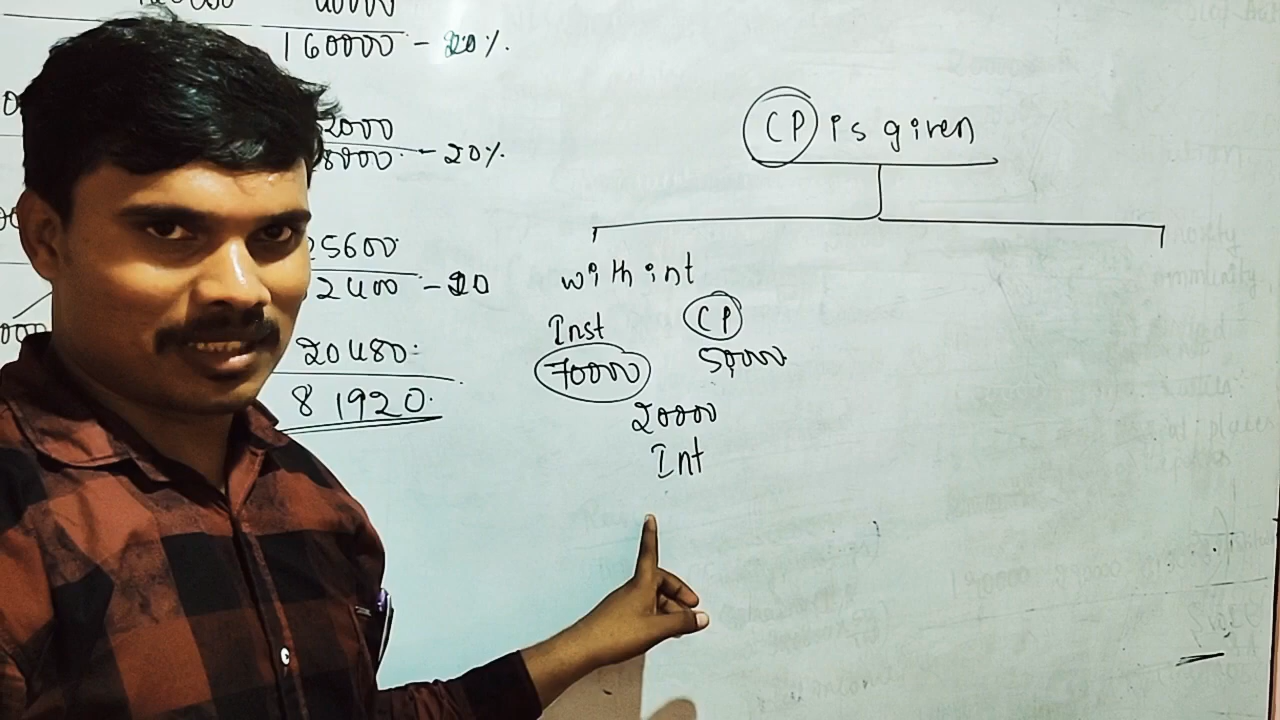 160000 - 20%.
2000
8000 - 20%.
25600
2400 - 20
20480
81920.
CP is given
with int
Inst CP
70000 50000
20000
Int